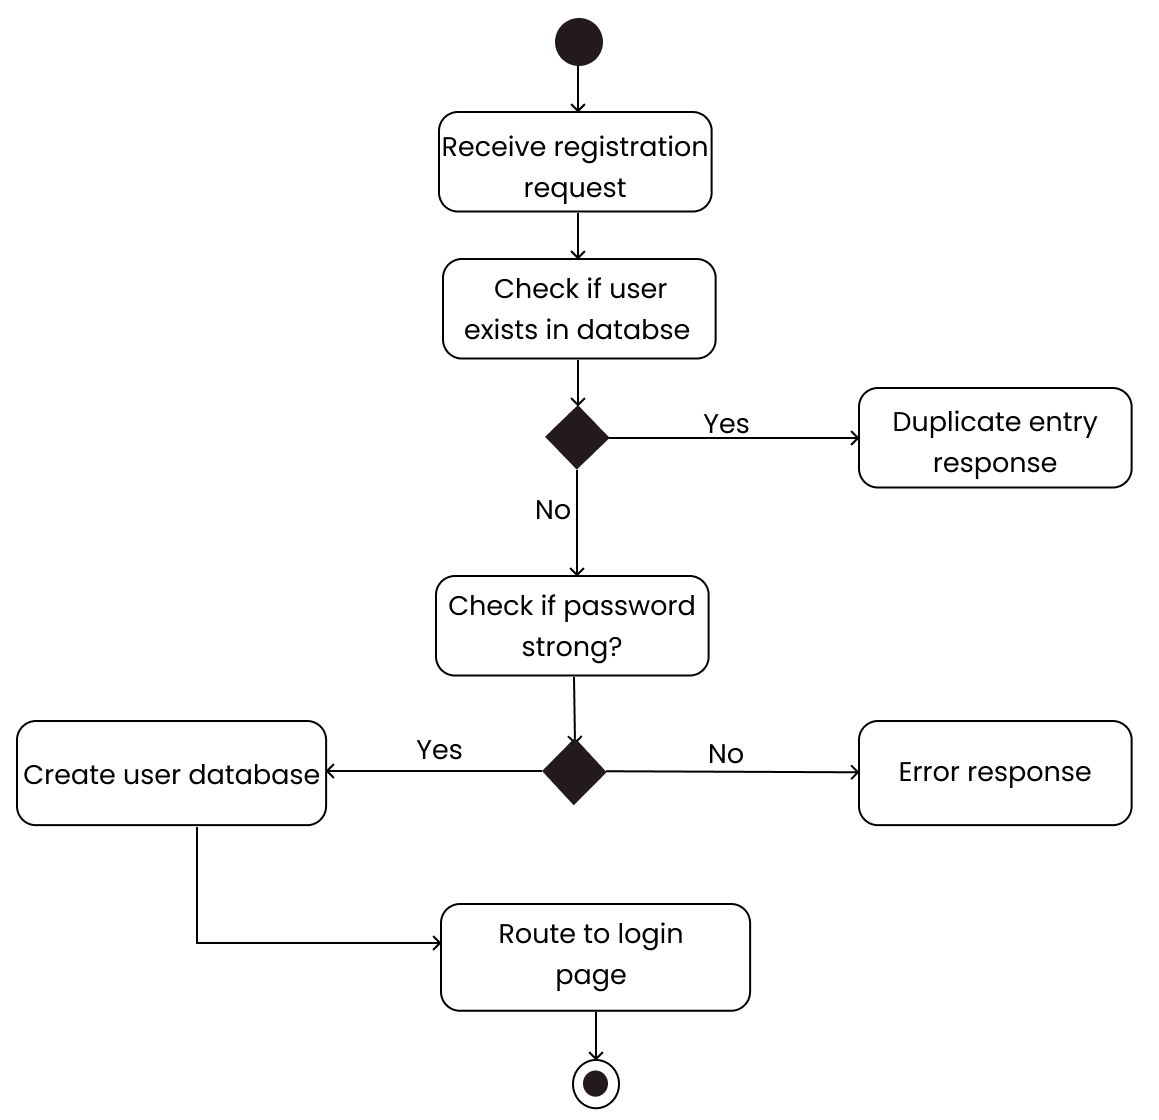 Receive registration
request
Check if user
exists in databse
Yes
Duplicate entry
response
No
Check if password
strong?
Yes
No
Create user database
Error response
Route to login
page